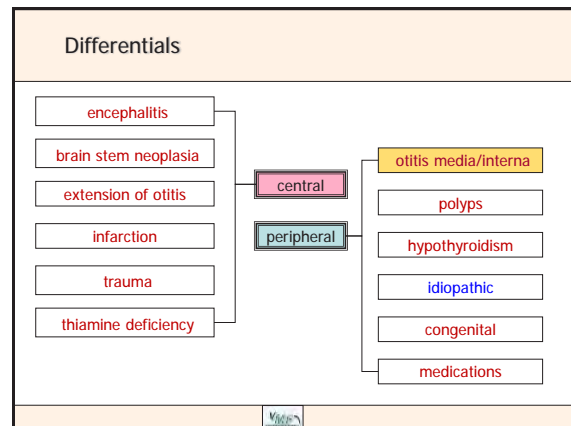 Differentials
encephalitis
brain stem neoplasia
extension of otitis
infarction
trauma
thiamine deficiency
central
peripheral
otitis media/interna
polyps
hypothyroidism
idiopathic
congenital
medications